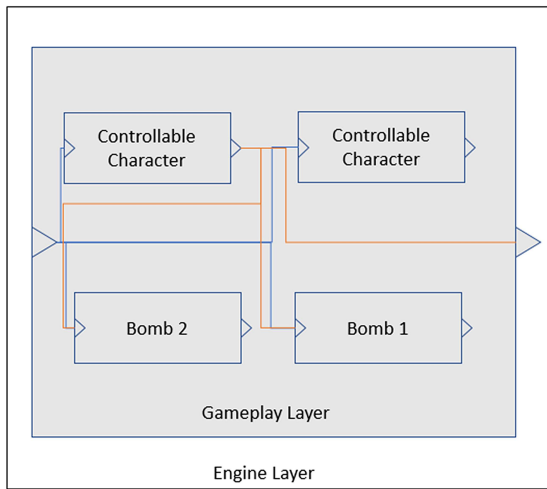 Controllable
Character
Controllable
Character
Bomb 2
Bomb 1
Gameplay Layer
Engine Layer